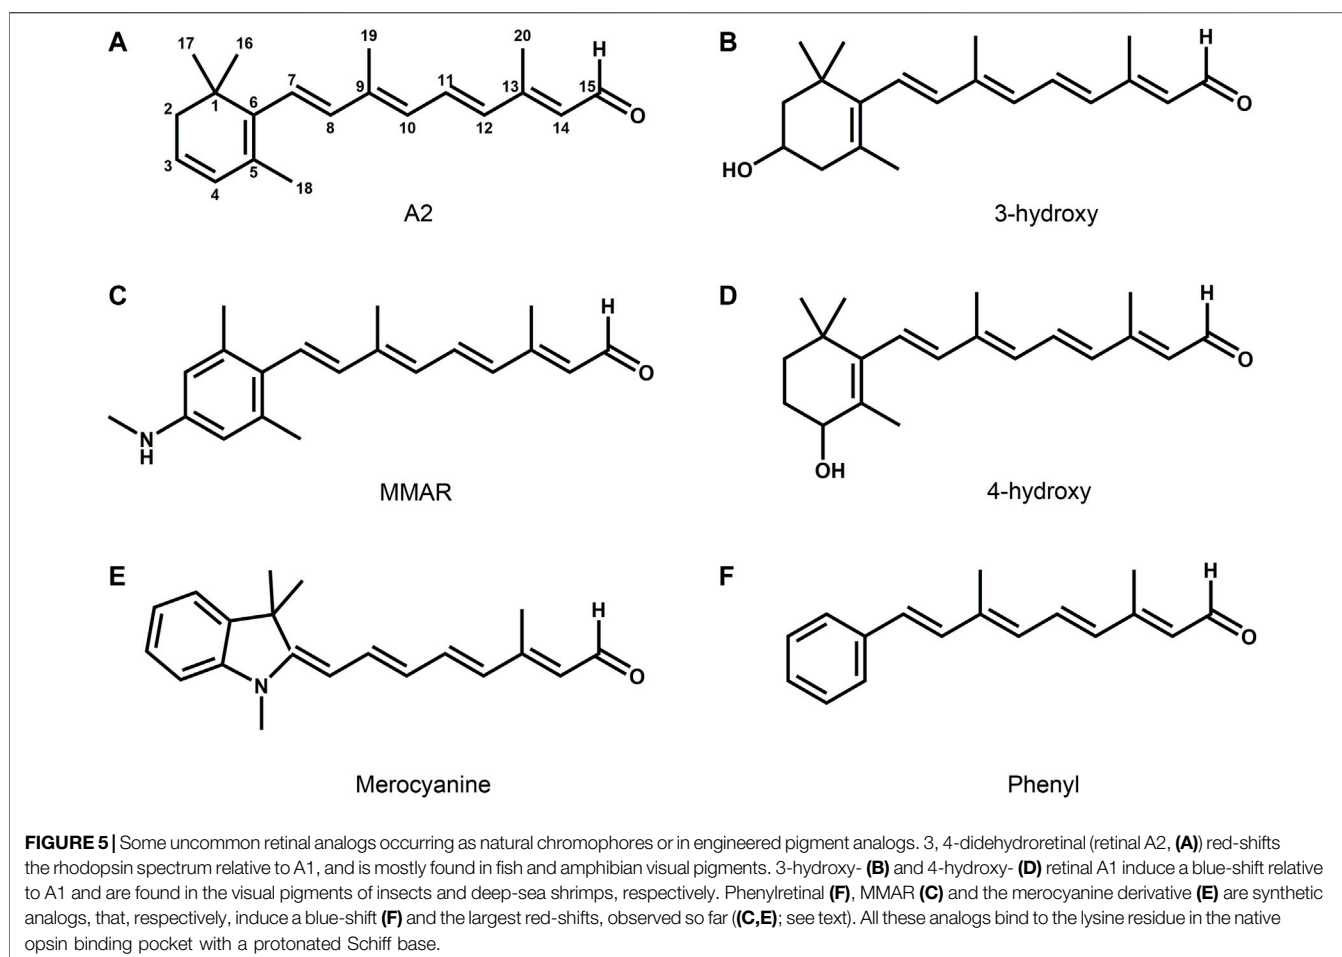 A
17
16
19
20
H
7
9
11
13
15
O
1
6
2
8
10
12
14
3
5
4
18
A2
B
H
O
HO
3-hydroxy
C
H
O
N
H
MMAR
D
H
O
OH
4-hydroxy
E
H
O
N
Merocyanine
F
H
O
Phenyl
FIGURE 5 | Some uncommon retinal analogs occurring as natural chromophores or in engineered pigment analogs. 3, 4-didehydroretinal (retinal A2, (A)) red-shifts
the rhodopsin spectrum relative to A1, and is mostly found in fish and amphibian visual pigments. 3-hydroxy- (B) and 4-hydroxy- (D) retinal A1 induce a blue-shift relative
to A1 and are found in the visual pigments of insects and deep-sea shrimps, respectively. Phenylretinal (F), MMAR (C) and the merocyanine derivative (E) are synthetic
analogs, that, respectively, induce a blue-shift (F) and the largest red-shifts, observed so far ((C,E); see text). All these analogs bind to the lysine residue in the native
opsin binding pocket with a protonated Schiff base.